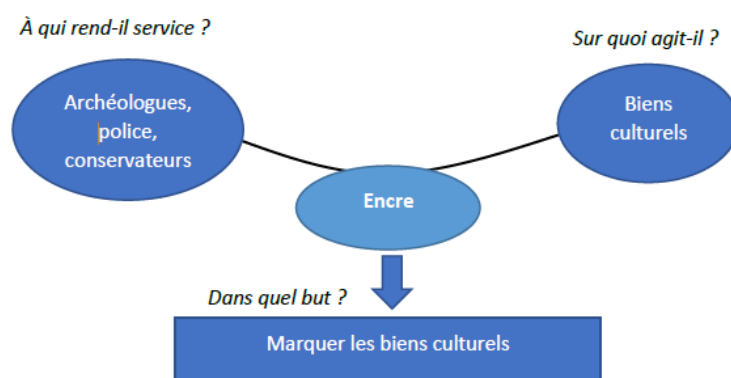 À qui rend-il service ?
Sur quoi agit-il ?
Archéologues,
police,
conservateurs
Biens
culturels
Encre
Dans quel but ?
Marquer les biens culturels